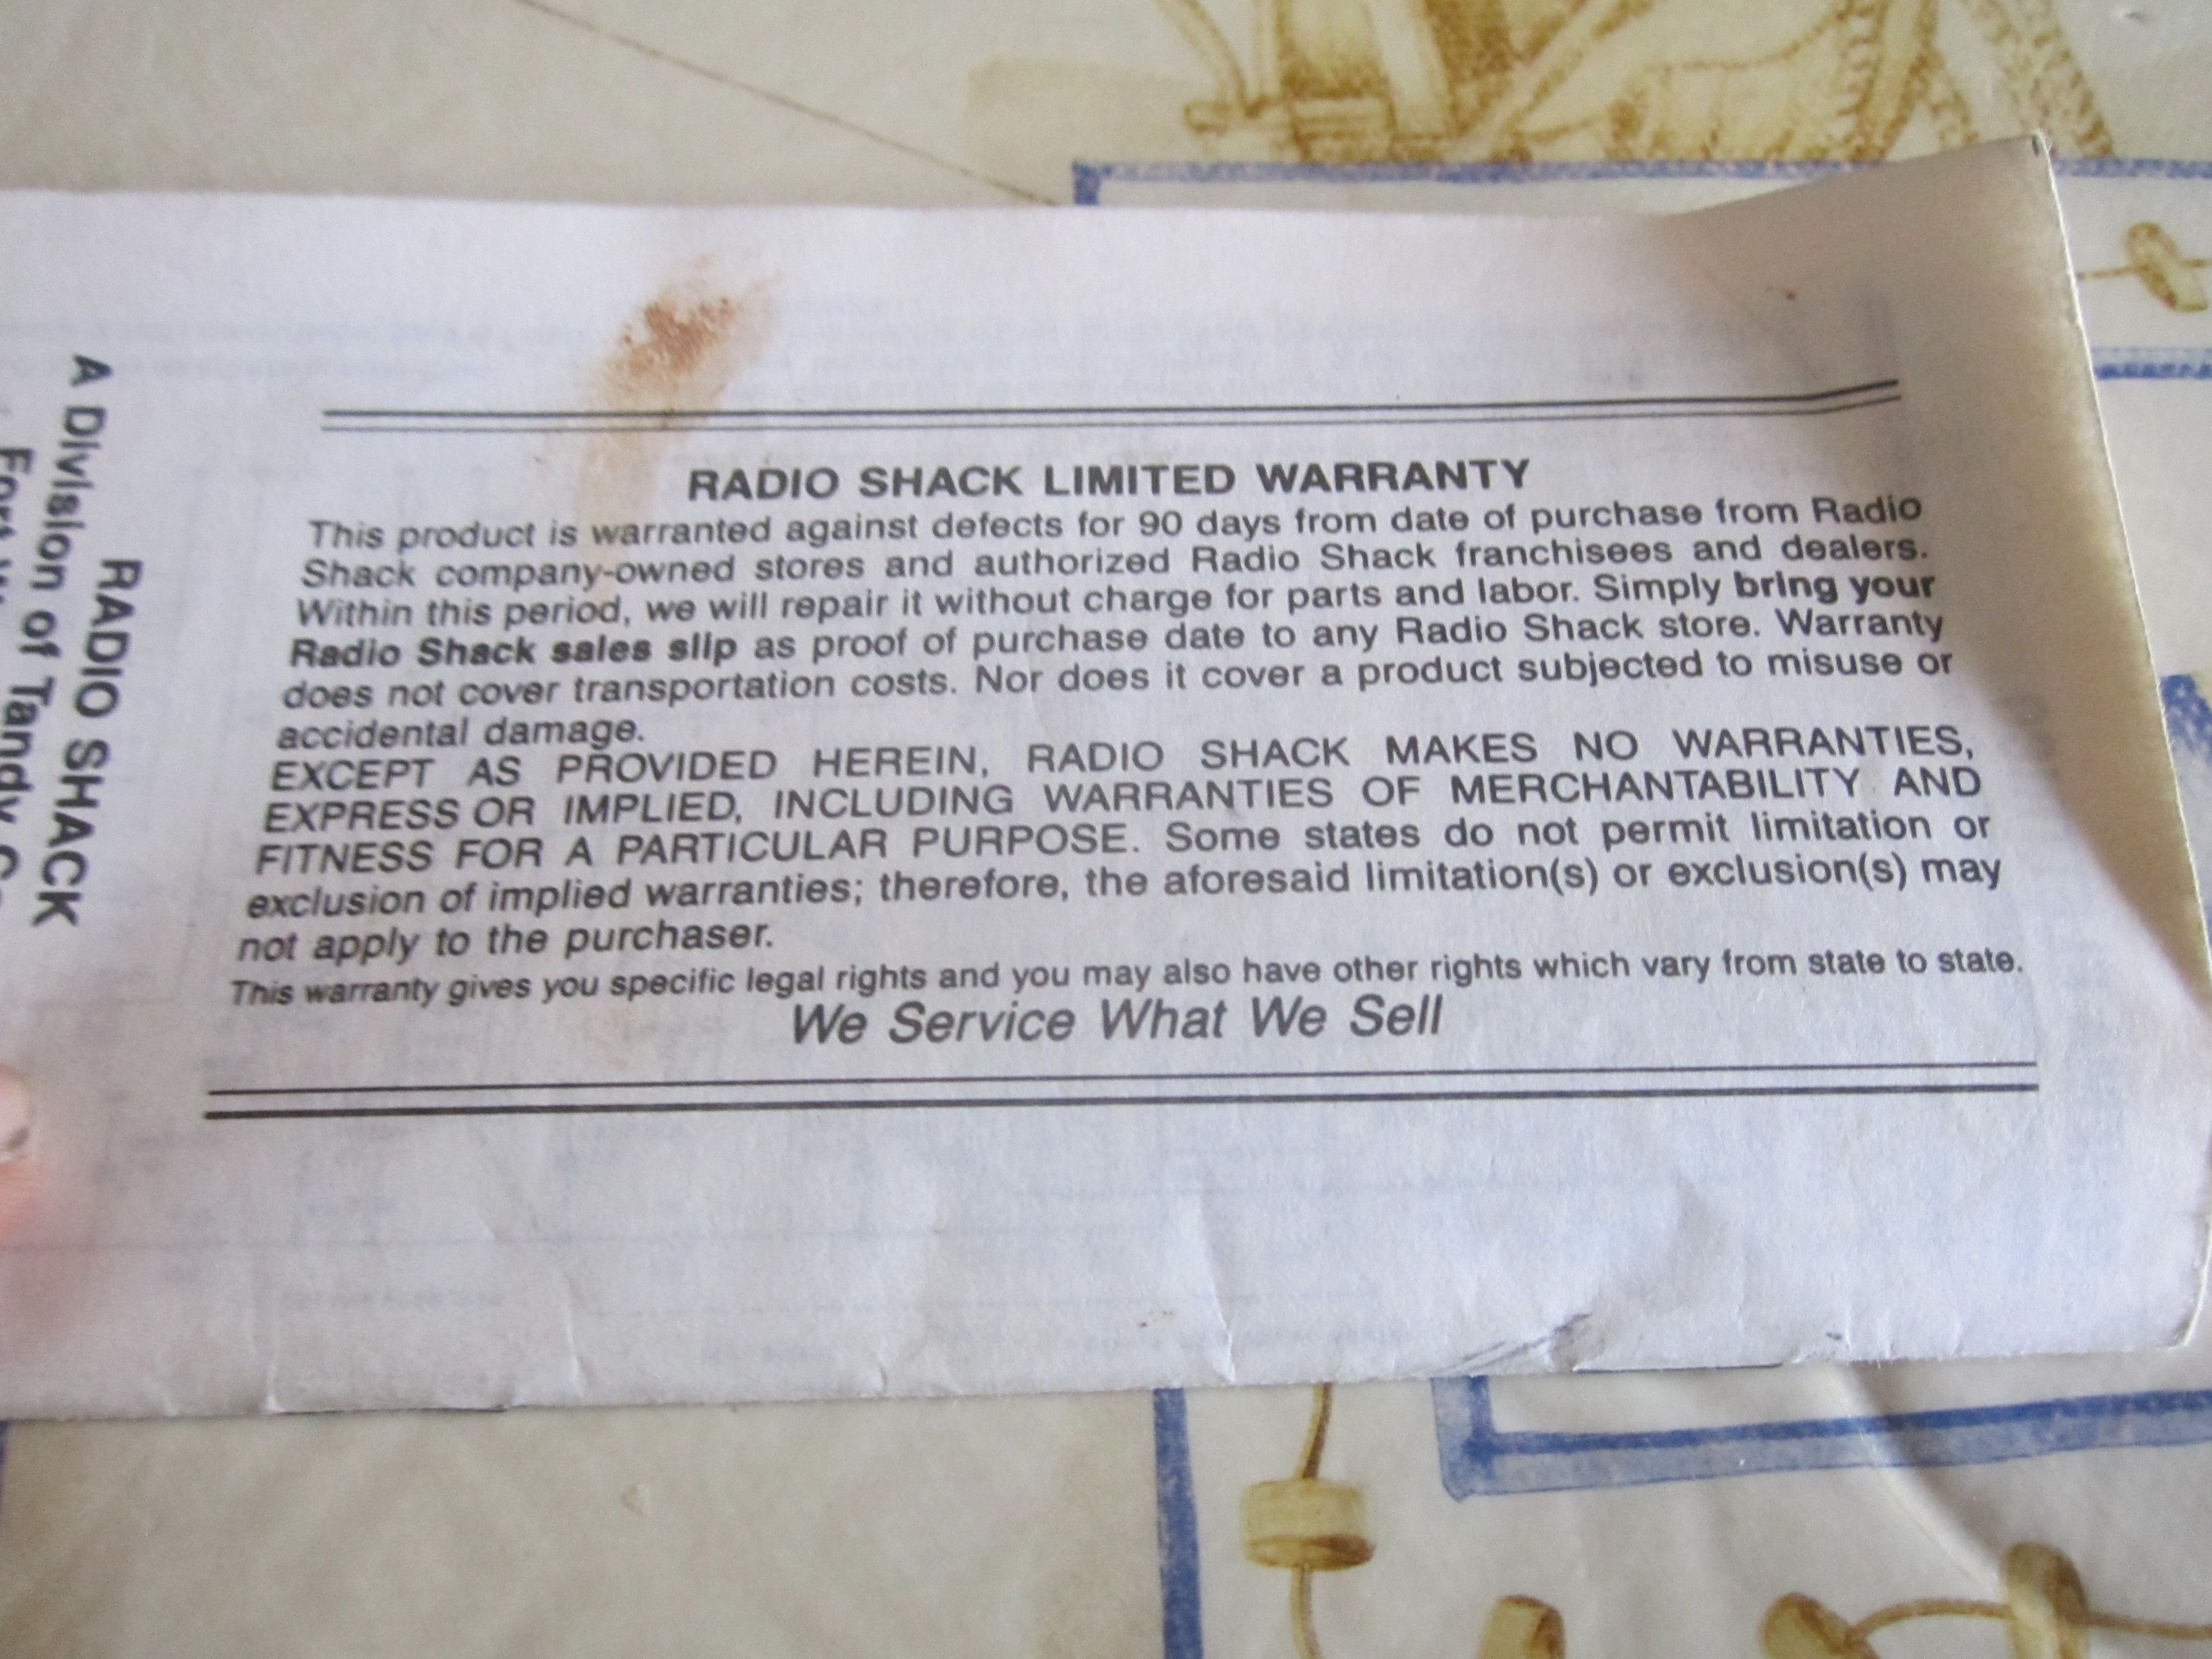 RADIO SHACK LIMITED WARRANTY
This product is warranted against defects for 90 days from date of purchase from Radio
Shack company-owned stores and authorized Radio Shack franchisees and dealers.
Within this period, we will repair it without charge for parts and labor. Simply bring your
Radio Shack sales slip as proof of purchase date to any Radio Shack store. Warranty
does not cover transportation costs. Nor does it cover a product subjected to misuse or
accidental damage.
EXCEPT AS PROVIDED HEREIN, RADIO SHACK MAKES NO WARRANTIES,
EXPRESS OR IMPLIED, INCLUDING WARRANTIES OF MERCHANTABILITY AND
FITNESS FOR A PARTICULAR PURPOSE. Some states do not permit limitation or
exclusion of implied warranties; therefore, the aforesaid limitation(s) or exclusion(s) may
not apply to the purchaser.
This warranty gives you specific legal rights and you may also have other rights which vary from state to state.
We Service What We Sell
RADIO SHACK
A Division of Tandy